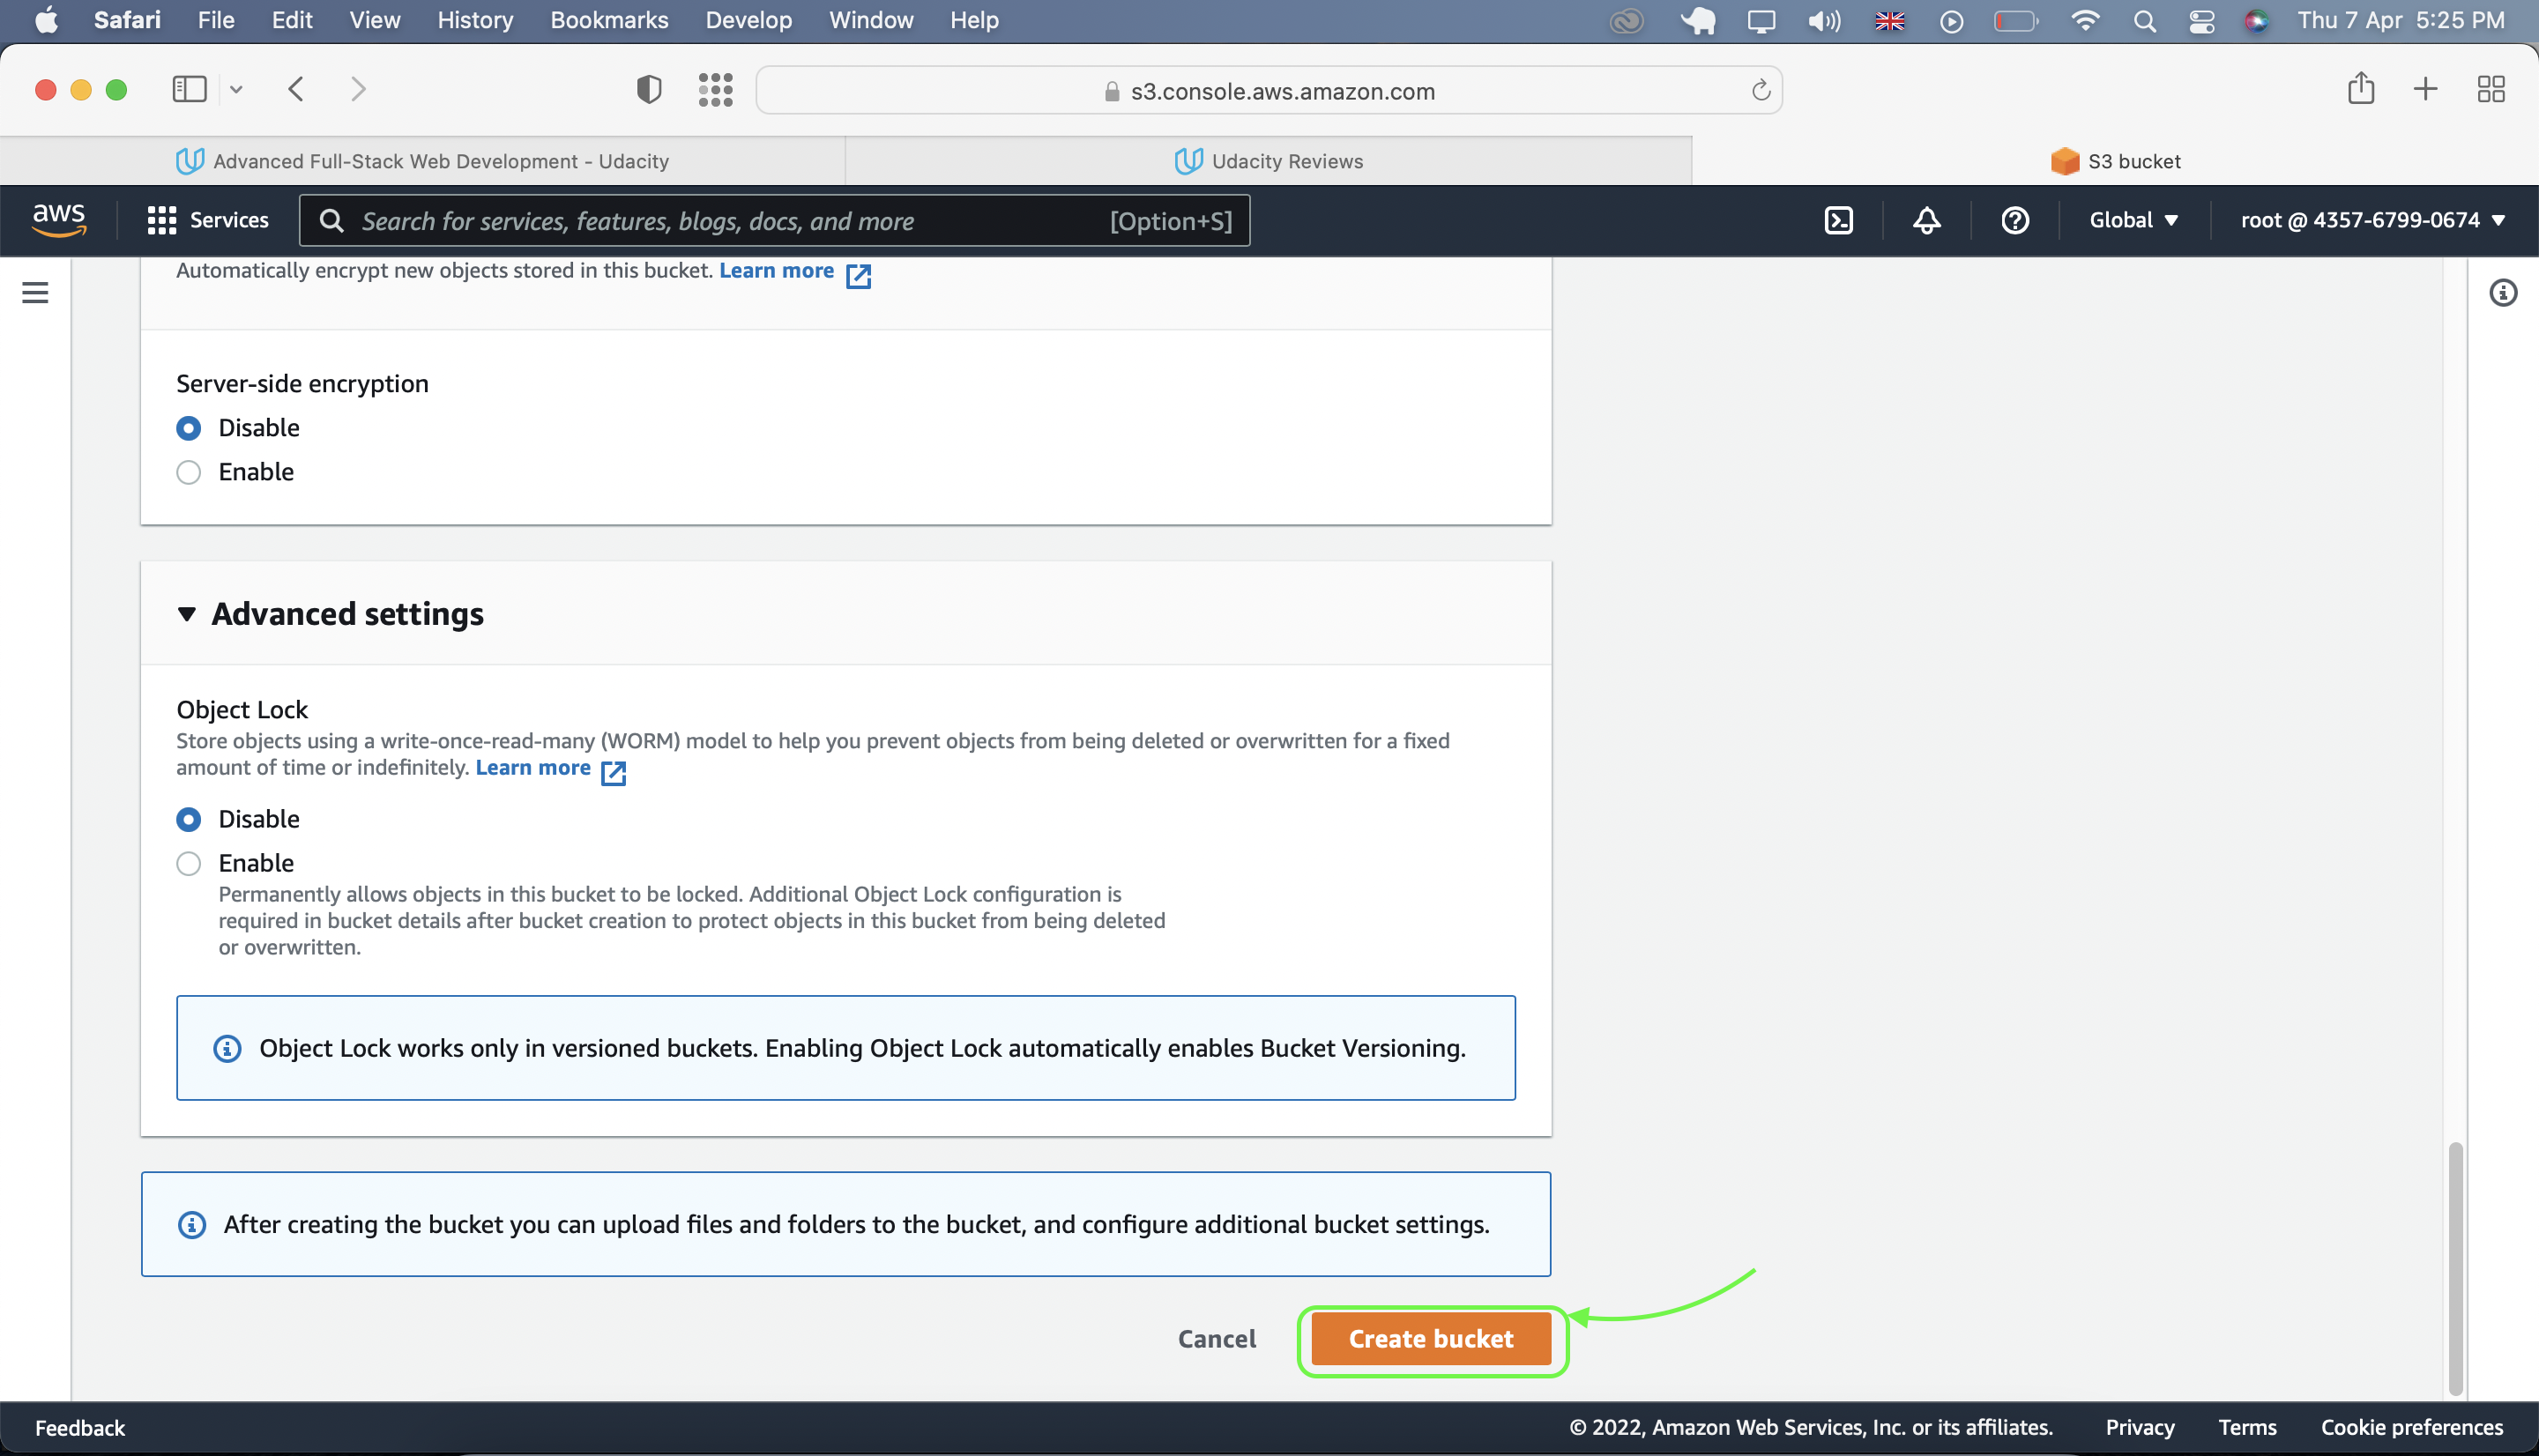 Safari File Edit View History Bookmarks Develop Window Help Thu 7 Apr 5:25 PM
s3.console.aws.amazon.com
Advanced Full-Stack Web Development - Udacity
Udacity Reviews
S3 bucket
aws Services Search for services, features, blogs, docs, and more [Option+S] Global root @ 4357-6799-0674
Automatically encrypt new objects stored in this bucket. Learn more
Server-side encryption
Disable
Enable
Advanced settings
Object Lock
Store objects using a write-once-read-many (WORM) model to help you prevent objects from being deleted or overwritten for a fixed
amount of time or indefinitely. Learn more
Disable
Enable
Permanently allows objects in this bucket to be locked. Additional Object Lock configuration is
required in bucket details after bucket creation to protect objects in this bucket from being deleted
or overwritten.
Object Lock works only in versioned buckets. Enabling Object Lock automatically enables Bucket Versioning.
After creating the bucket you can upload files and folders to the bucket, and configure additional bucket settings.
Cancel Create bucket
Feedback © 2022, Amazon Web Services, Inc. or its affiliates. Privacy Terms Cookie preferences